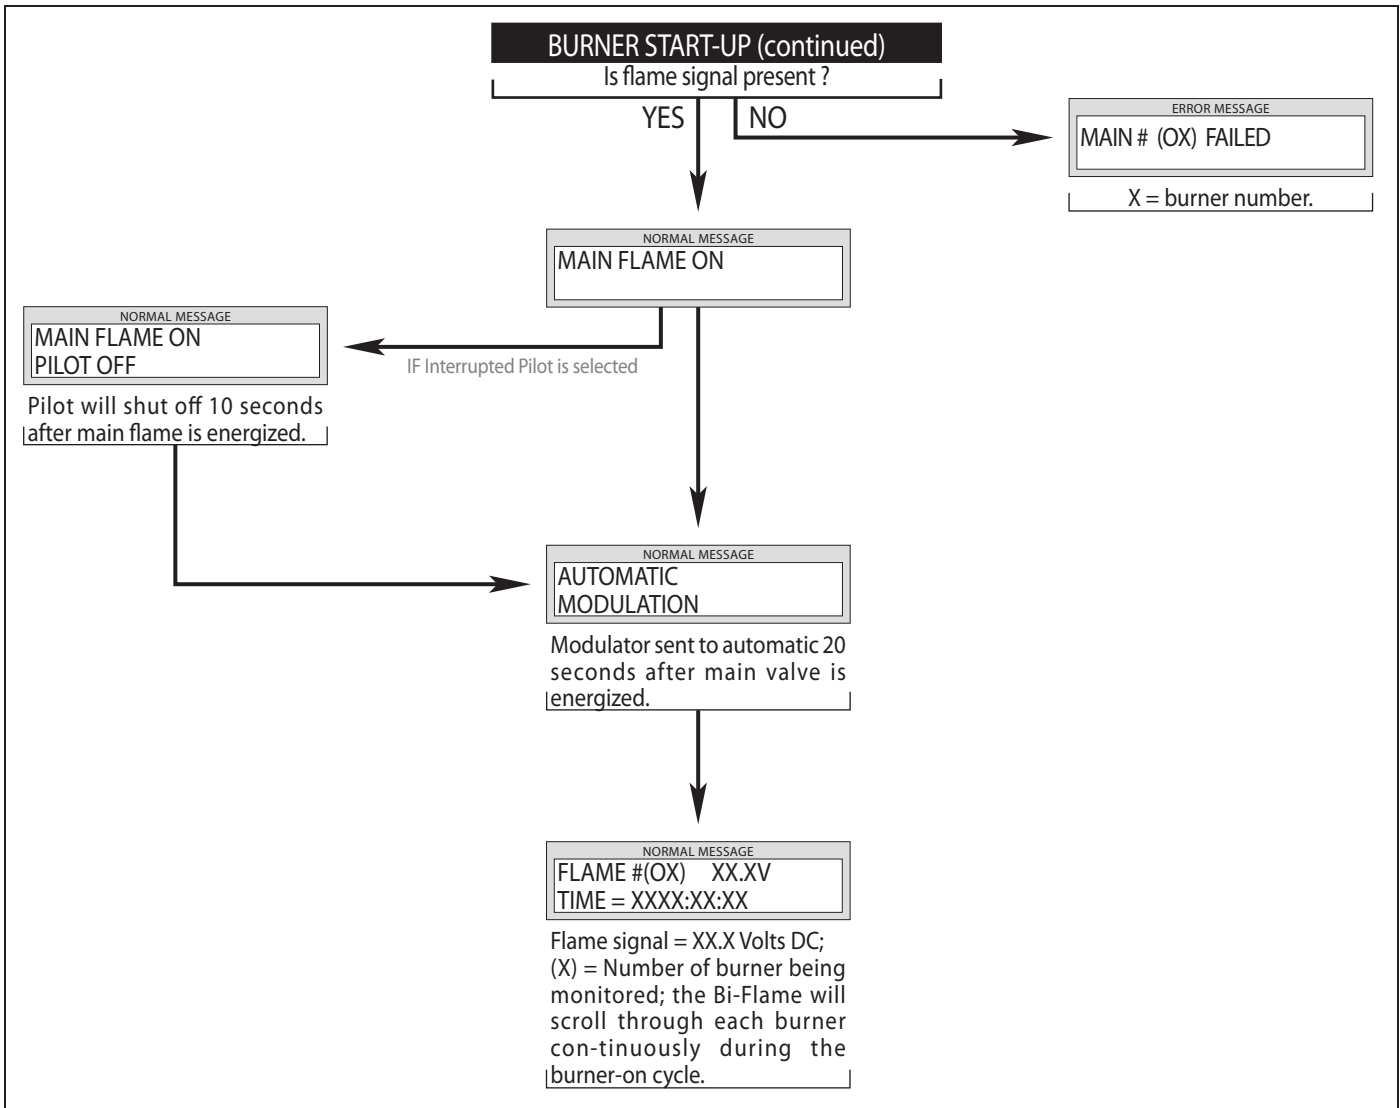 BURNER START-UP (continued)
Is flame signal present ?
YES
NO
ERROR MESSAGE
MAIN # (OX) FAILED
X = burner number.
NORMAL MESSAGE
MAIN FLAME ON
IF Interrupted Pilot is selected
NORMAL MESSAGE
MAIN FLAME ON
PILOT OFF
Pilot will shut off 10 seconds
after main flame is energized.
NORMAL MESSAGE
AUTOMATIC
MODULATION
Modulator sent to automatic 20
seconds after main valve is
energized.
NORMAL MESSAGE
FLAME #(OX) XX.XV
TIME = XXXX:XX:XX
Flame signal = XX.X Volts DC;
(X) = Number of burner being
monitored; the Bi-Flame will
scroll through each burner
con-tinuously during the
burner-on cycle.